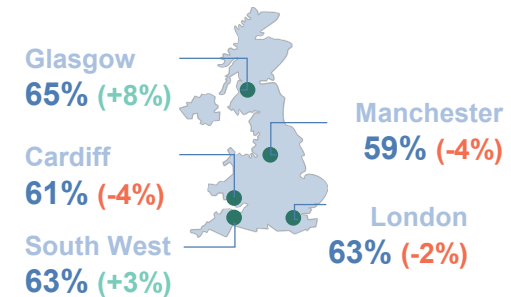 Glasgow
65% (+8%)
Cardiff
61% (-4%)
South West
63% (+3%)
Manchester
59% (-4%)
London
63% (-2%)